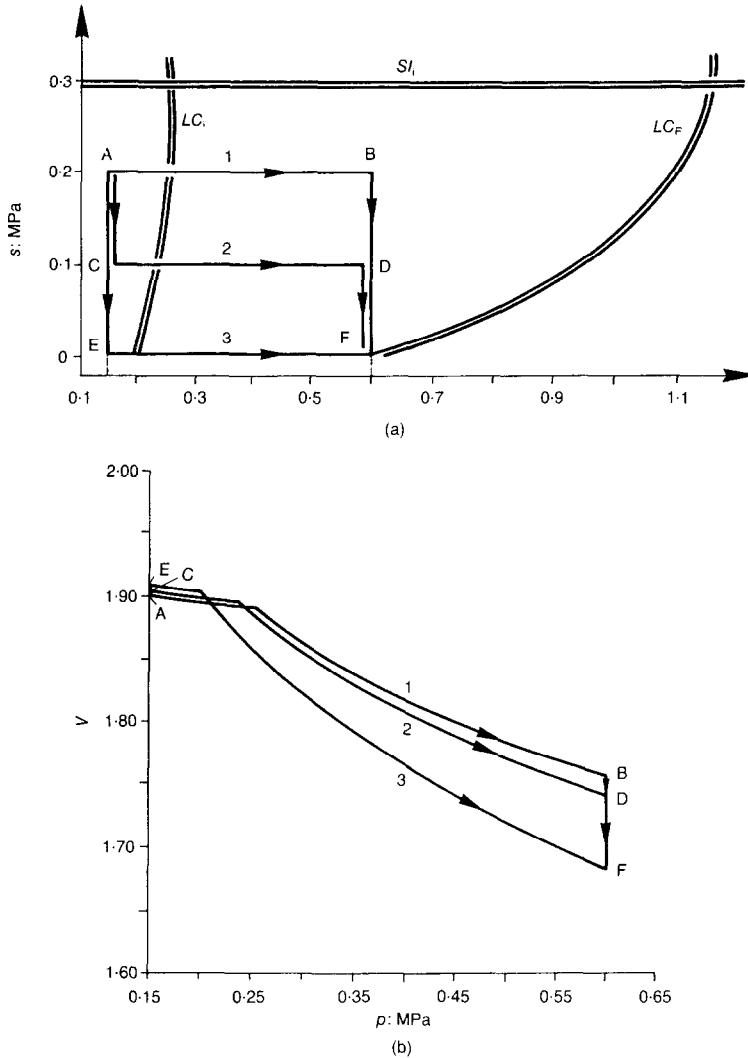 SIᵢ
0·3
LCᵢ
LC_F
A
1
B
0·2
s: MPa
C
2
D
0·1
E
3
F
0
0·1
0·3
0·5
0·7
0·9
1·1
(a)
2·00
E
C
1·90
A
1
2
V
1·80
3
B
D
1·70
F
1·60
0·15
0·25
0·35
0·45
0·55
0·65
p: MPa
(b)